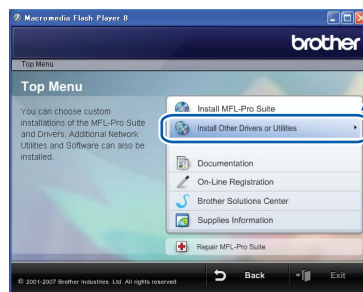 Macromedia Flash Player 8
brother
Top Menu
Top Menu
You can choose custom
installations of the MFL-Pro Suite
and Drivers. Additional Network
Utilities and Software can also be
installed.
Install MFL-Pro Suite
Install Other Drivers or Utilities
Documentation
On-Line Registration
Brother Solutions Center
Supplies Information
Repair MFL-Pro Suite
© 2001-2007 Brother Industries Ltd. All rights reserved
Back
Exit